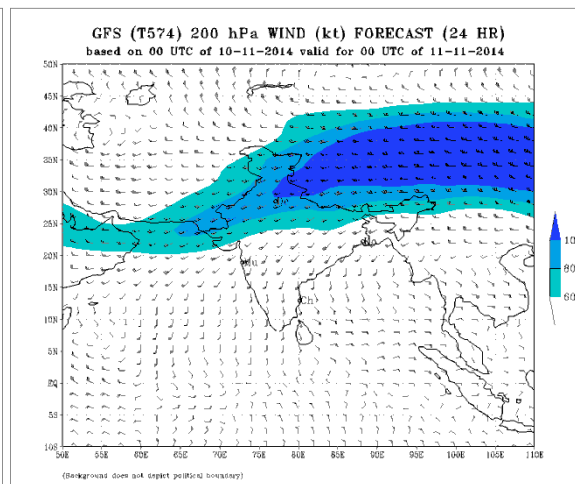 GFS (T574) 200 hPa WIND (kt) FORECAST (24 HR)
based on 00 UTC of 10-11-2014 valid for 00 UTC of 11-11-2014
50N
45N
40N
35N
30N
25N
20N
15N
10N
5N
5S
10S
50E
55E
60E
65E
70E
75E
80E
85E
90E
95E
100E
105E
110E
Mu
Ch
10
80
60
(Background does not depict political boundary)